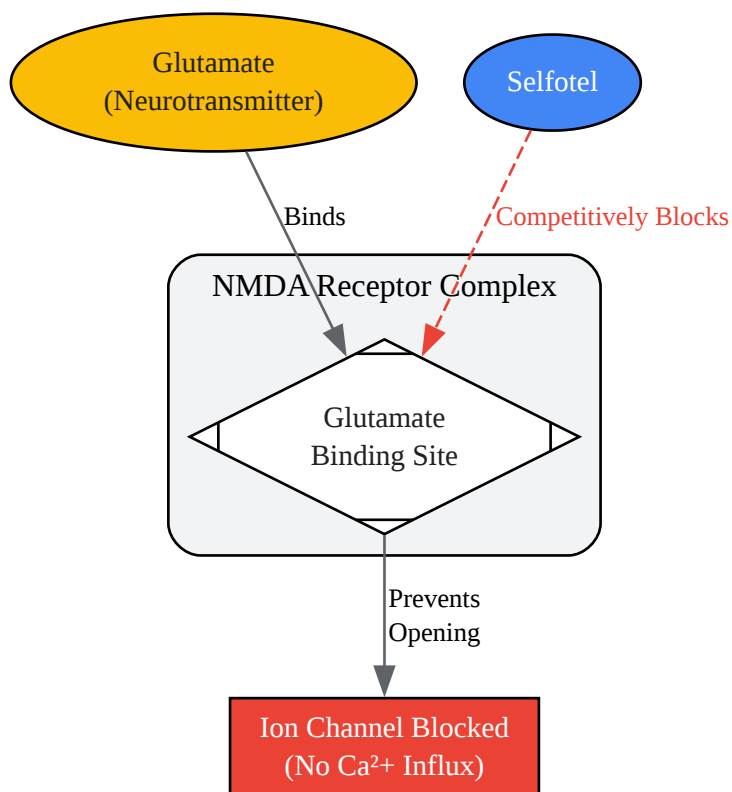 Glutamate
(Neurotransmitter)
Selfotel
Binds
Competitively Blocks
NMDA Receptor Complex
Glutamate
Binding Site
Prevents
Opening
Ion Channel Blocked
(No Ca²+ Influx)